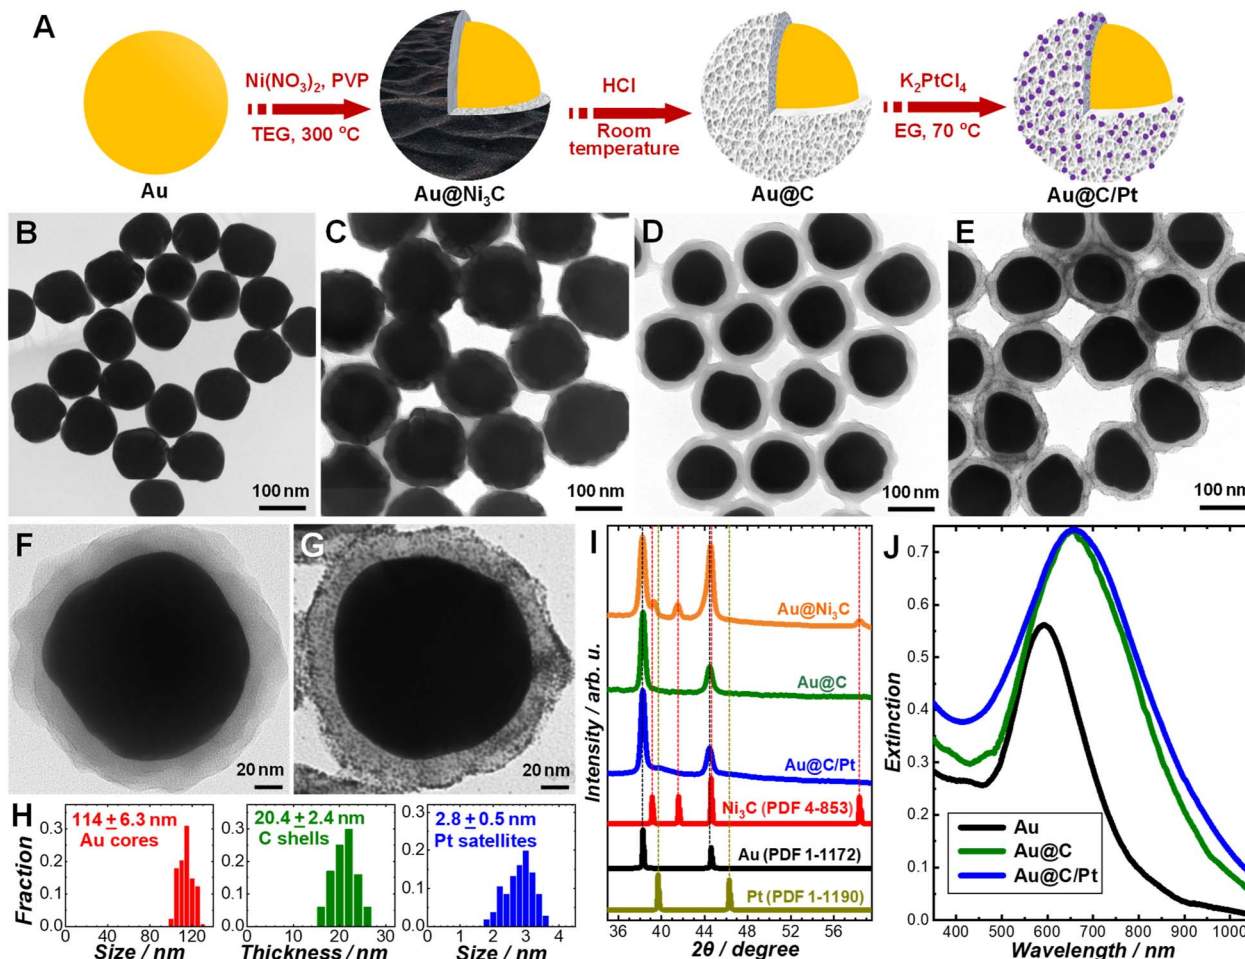 A
Ni(NO₃)₂, PVP
TEG, 300 °C
HCl
Room
temperature
K₂PtCl₄
EG, 70 °C
Au
Au@Ni₃C
Au@C
Au@C/Pt
B
100 nm
C
100 nm
D
100 nm
E
100 nm
F
20 nm
G
20 nm
H
Fraction
114 ± 6.3 nm
Au cores
0.3
0.2
0.1
0.0
0 40 80 120
Size / nm
20.4 ± 2.4 nm
C shells
0.3
0.2
0.1
0.0
0 10 20 30
Thickness / nm
2.8 ± 0.5 nm
Pt satellites
0.3
0.2
0.1
0.0
0 1 2 3 4
Size / nm
I
Intensity / arb. u.
Au@Ni₃C
Au@C
Au@C/Pt
Ni₃C (PDF 4-853)
Au (PDF 1-1172)
Pt (PDF 1-1190)
36 40 44 48 52 56
2θ / degree
J
Extinction
0.7
0.6
0.5
0.4
0.3
0.2
0.1
0.0
Au
Au@C
Au@C/Pt
400 500 600 700 800 900 1000
Wavelength / nm